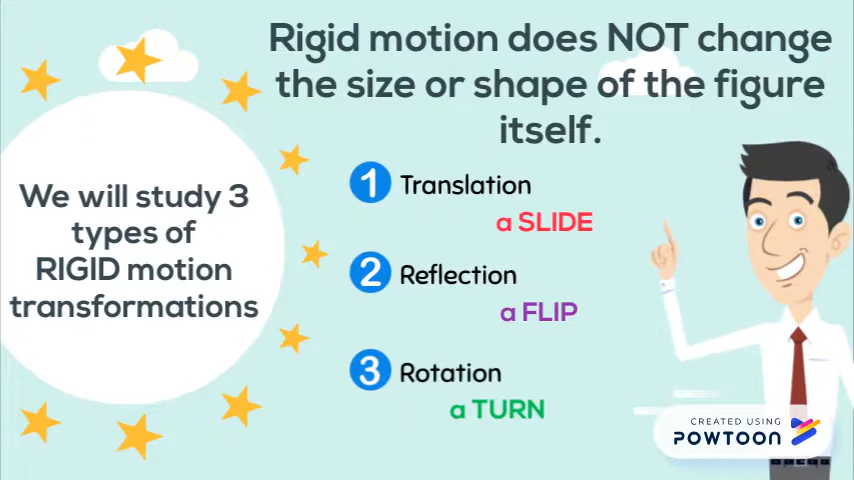 Rigid motion does NOT change
the size or shape of the figure
itself.
We will study 3
types of
RIGID motion
transformations
1 Translation
a SLIDE
2 Reflection
a FLIP
3 Rotation
a TURN
CREATED USING
POWTOON